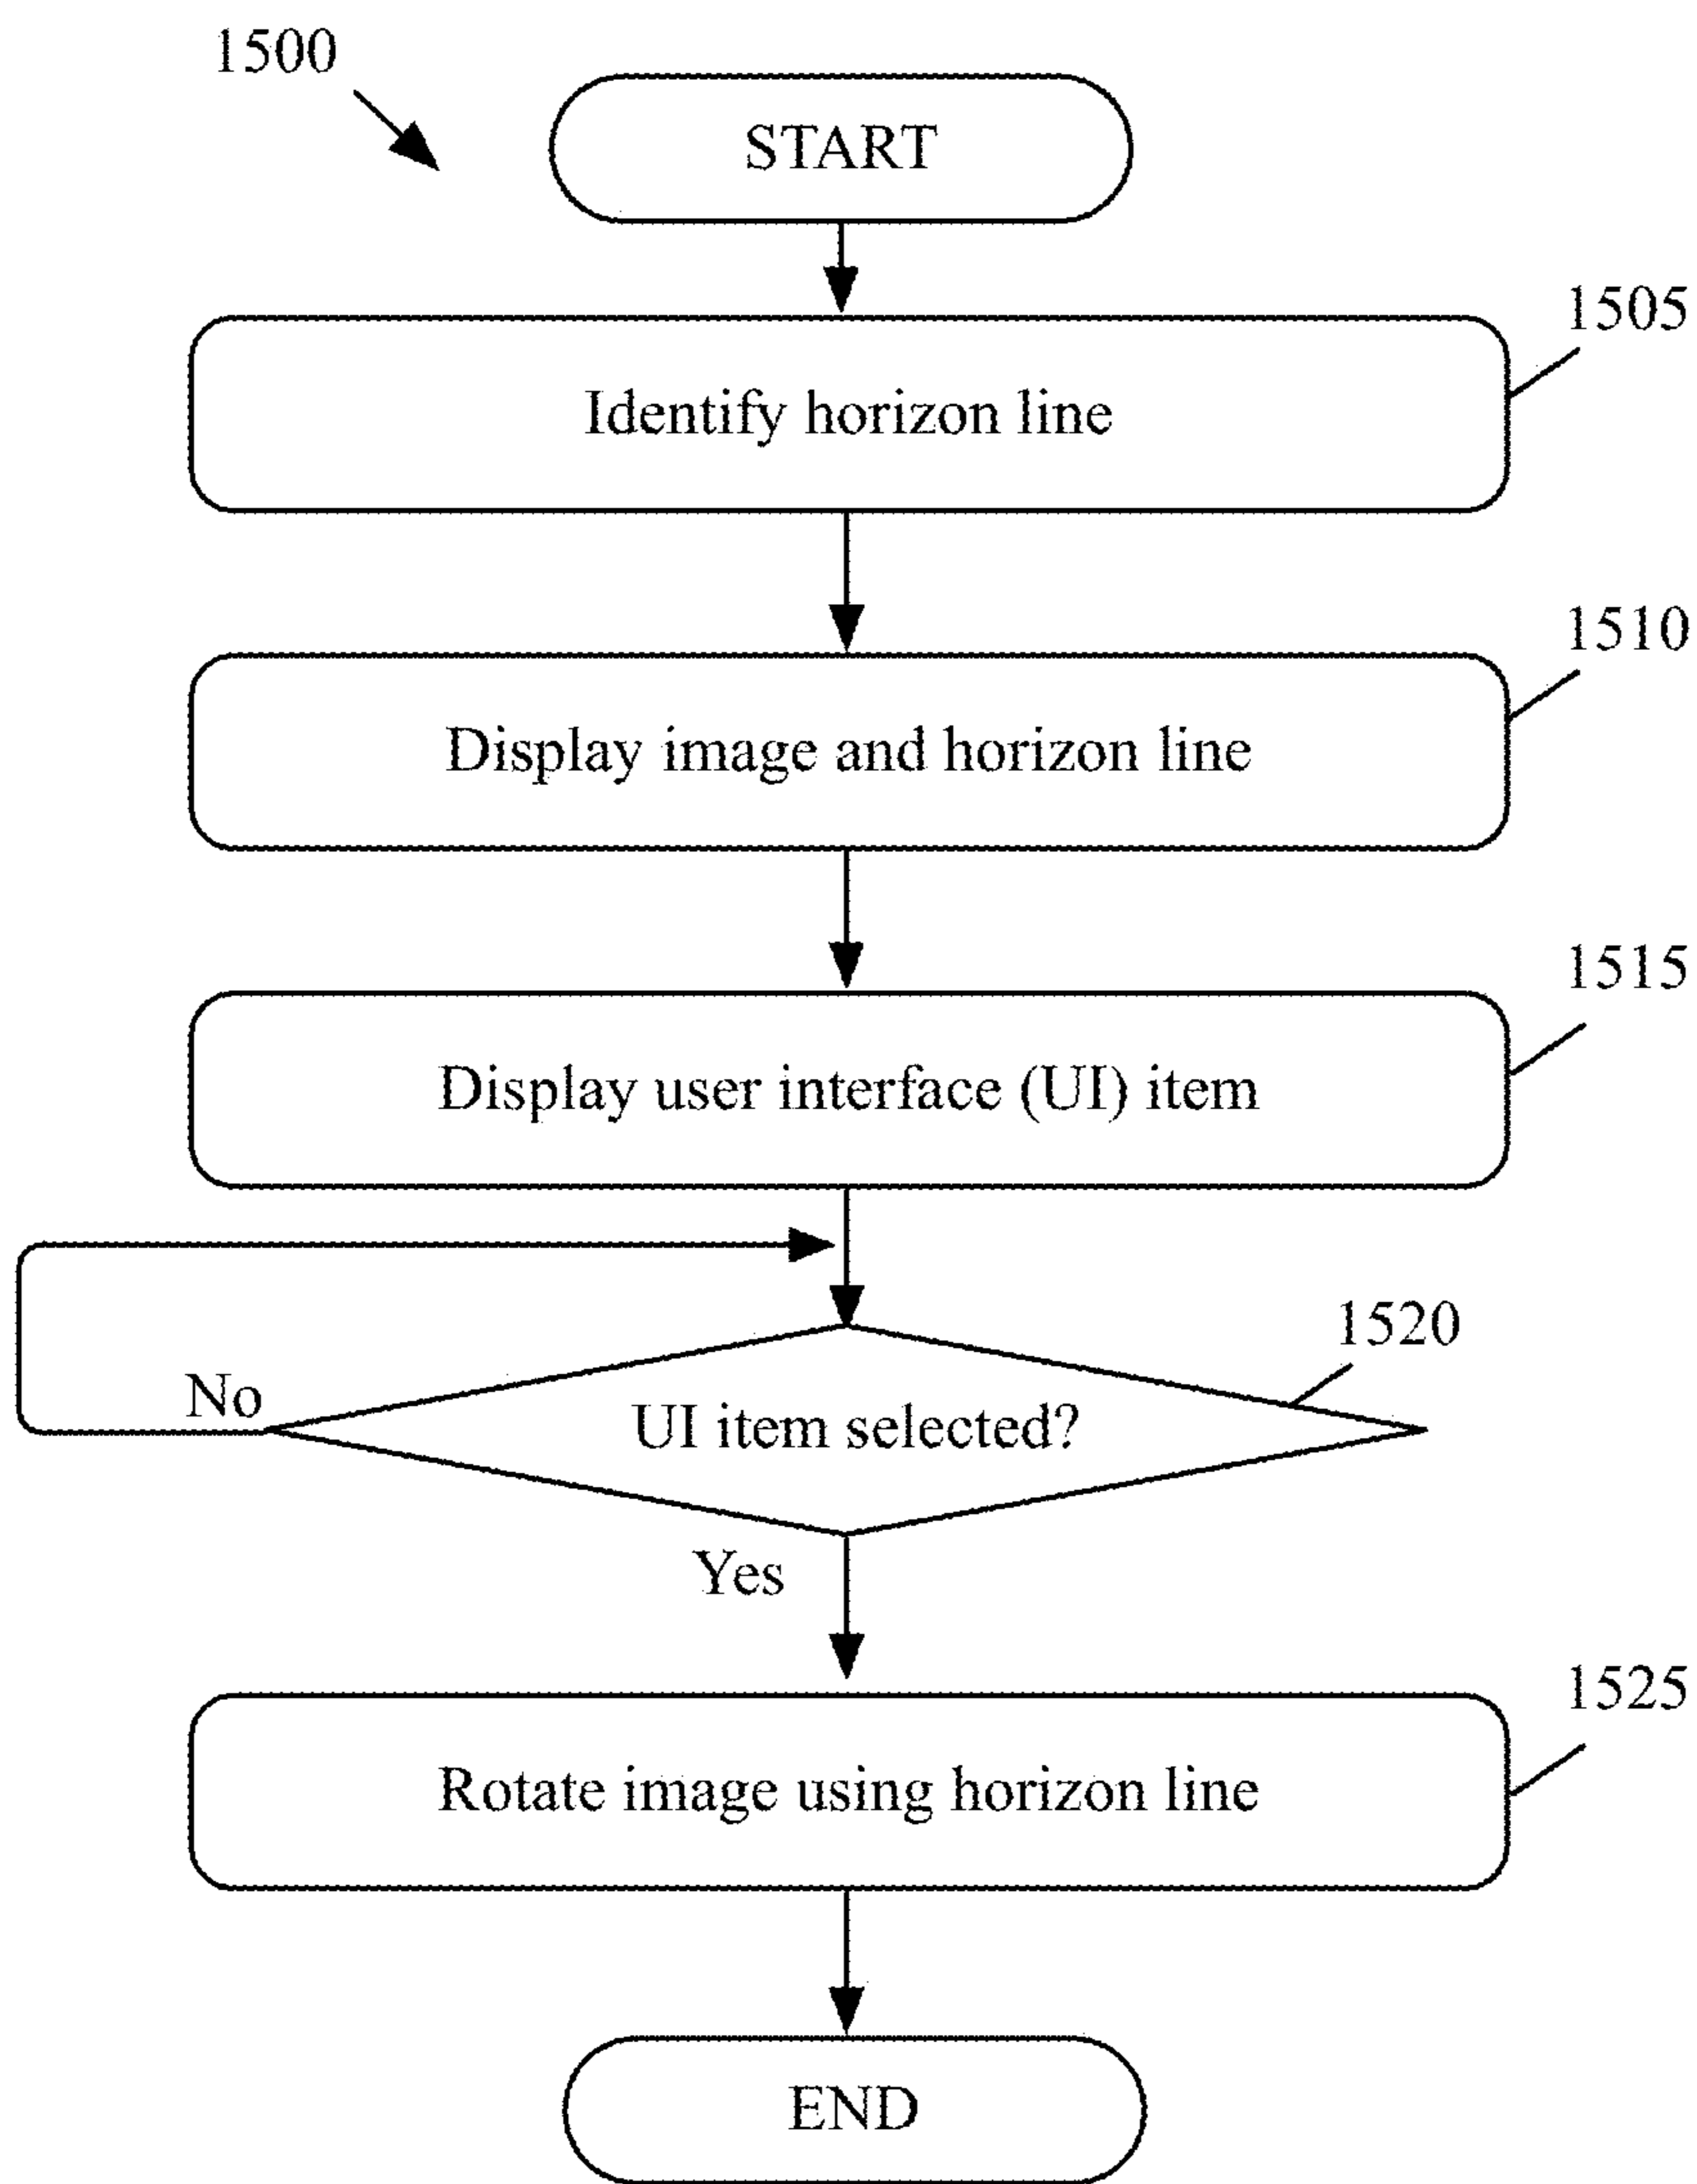 1500
START
1505
Identify horizon line
1510
Display image and horizon line
1515
Display user interface (UI) item
1520
No
UI item selected?
Yes
1525
Rotate image using horizon line
END